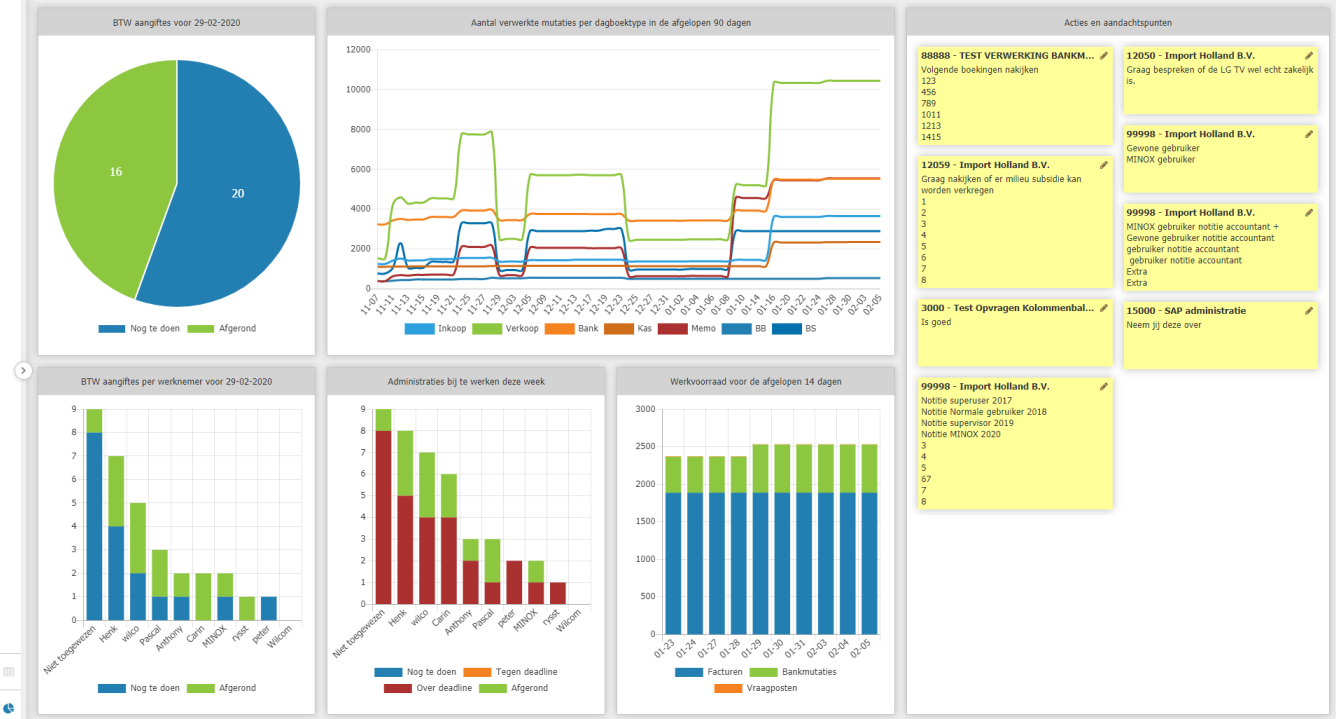 BTW aangiftes voor 29-02-2020
16
20
Nog te doen
Afgerond
Aantal verwerkte mutaties per dagboektype in de afgelopen 90 dagen
12000
10000
8000
6000
4000
2000
0
11-07
11-11
11-13
11-15
11-19
11-21
11-25
11-27
11-29
12-03
12-05
12-09
12-11
12-13
12-17
12-19
12-23
12-25
12-27
12-31
01-02
01-04
01-06
01-08
01-10
01-14
01-16
01-20
01-22
01-24
01-28
01-30
02-03
02-05
Inkoop
Verkoop
Bank
Kas
Memo
BB
BS
Acties en aandachtspunten
88888 - TEST VERWERKING BANKM...
Volgende boekingen nakijken
123
456
789
1011
1213
1415
12059 - Import Holland B.V.
Graag nakijken of er milieu subsidie kan
worden verkregen
1
2
3
4
5
6
7
8
3000 - Test Opvragen Kolommenbal...
Is goed
99998 - Import Holland B.V.
Notitie superuser 2017
Notitie Normale gebruiker 2018
Notitie supervisor 2019
Notitie MINOX 2020
3
4
5
67
7
8
12050 - Import Holland B.V.
Graag bespreken of de LG TV wel echt zakelijk
is.
99998 - Import Holland B.V.
Gewone gebruiker
MINOX gebruiker
99998 - Import Holland B.V.
MINOX gebruiker notitie accountant +
Gewone gebruiker notitie accountant
gebruiker notitie accountant
gebruiker notitie accountant
Extra
Extra
15000 - SAP administratie
Neem jij deze over
BTW aangiftes per werknemer voor 29-02-2020
9
8
7
6
5
4
3
2
1
0
Niet toegewezen
Henk
wilco
Pascal
Anthony
Carin
MINOX
rysst
peter
Wilcom
Nog te doen
Afgerond
Administraties bij te werken deze week
9
8
7
6
5
4
3
2
1
0
Niet toegewezen
Henk
wilco
Carin
Anthony
Pascal
peter
MINOX
rysst
Wilcom
Nog te doen
Tegen deadline
Over deadline
Afgerond
Werkvoorraad voor de afgelopen 14 dagen
3000
2500
2000
1500
1000
500
0
01-23
01-24
01-27
01-28
01-29
01-30
01-31
02-03
02-04
02-05
Facturen
Bankmutaties
Vraagposten